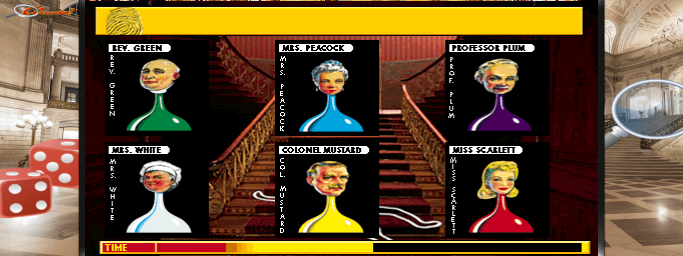 REV. GREEN
REV. GREEN
MRS. PEACOCK
MRS. PEACOCK
PROFESSOR PLUM
PROF. PLUM
MRS. WHITE
MRS. WHITE
COLONEL MUSTARD
COL. MUSTARD
MISS SCARLETT
MISS SCARLETT
TIME